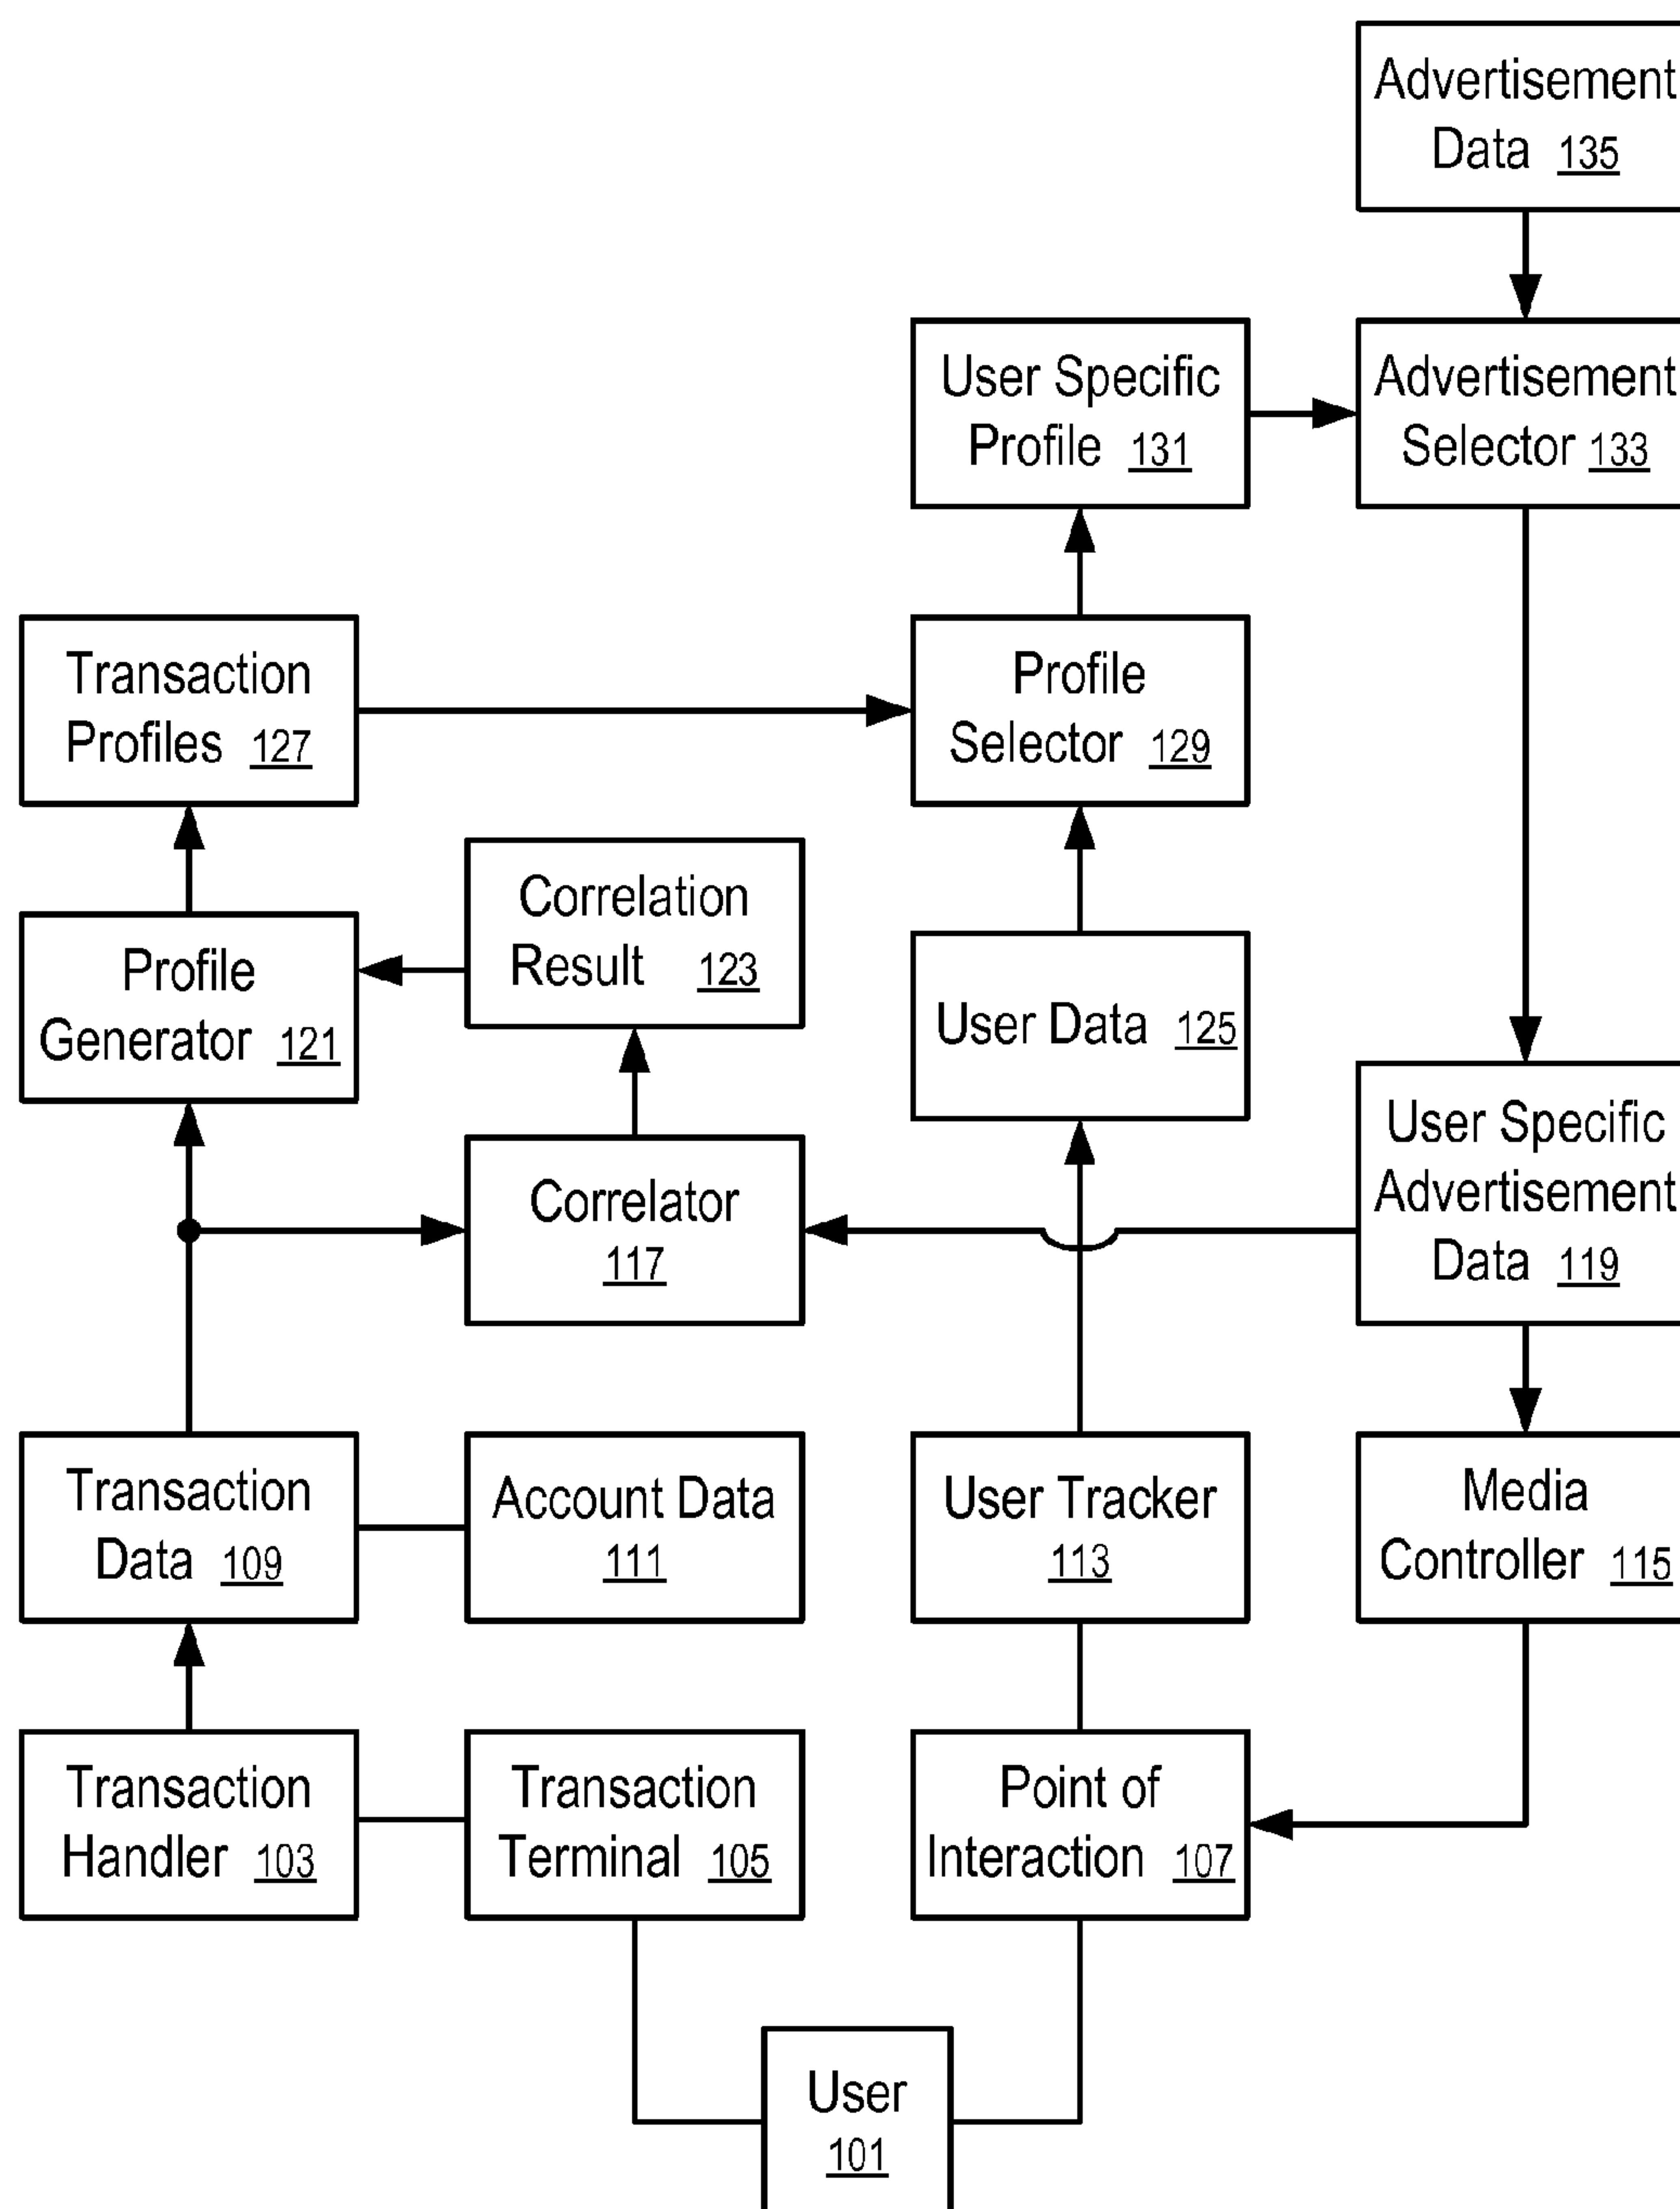 Advertisement
Data 135
User Specific
Profile 131
Advertisement
Selector 133
Transaction
Profiles 127
Profile
Selector 129
Correlation
Result 123
Profile
Generator 121
User Data 125
User Specific
Advertisement
Data 119
Correlator
117
Transaction
Data 109
Account Data
111
User Tracker
113
Media
Controller 115
Transaction
Handler 103
Transaction
Terminal 105
Point of
Interaction 107
User
101